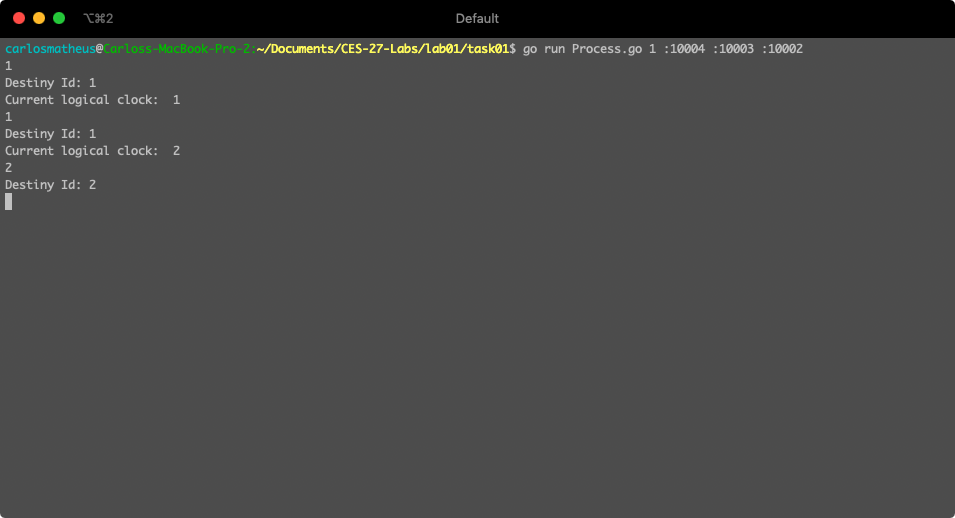 ⌥⌘2 Default
carlosmatheus@Carloss-MacBook-Pro-2:~/Documents/CES-27-Labs/lab01/task01$ go run Process.go 1 :10004 :10003 :10002
1
Destiny Id: 1
Current logical clock:  1
1
Destiny Id: 1
Current logical clock:  2
2
Destiny Id: 2